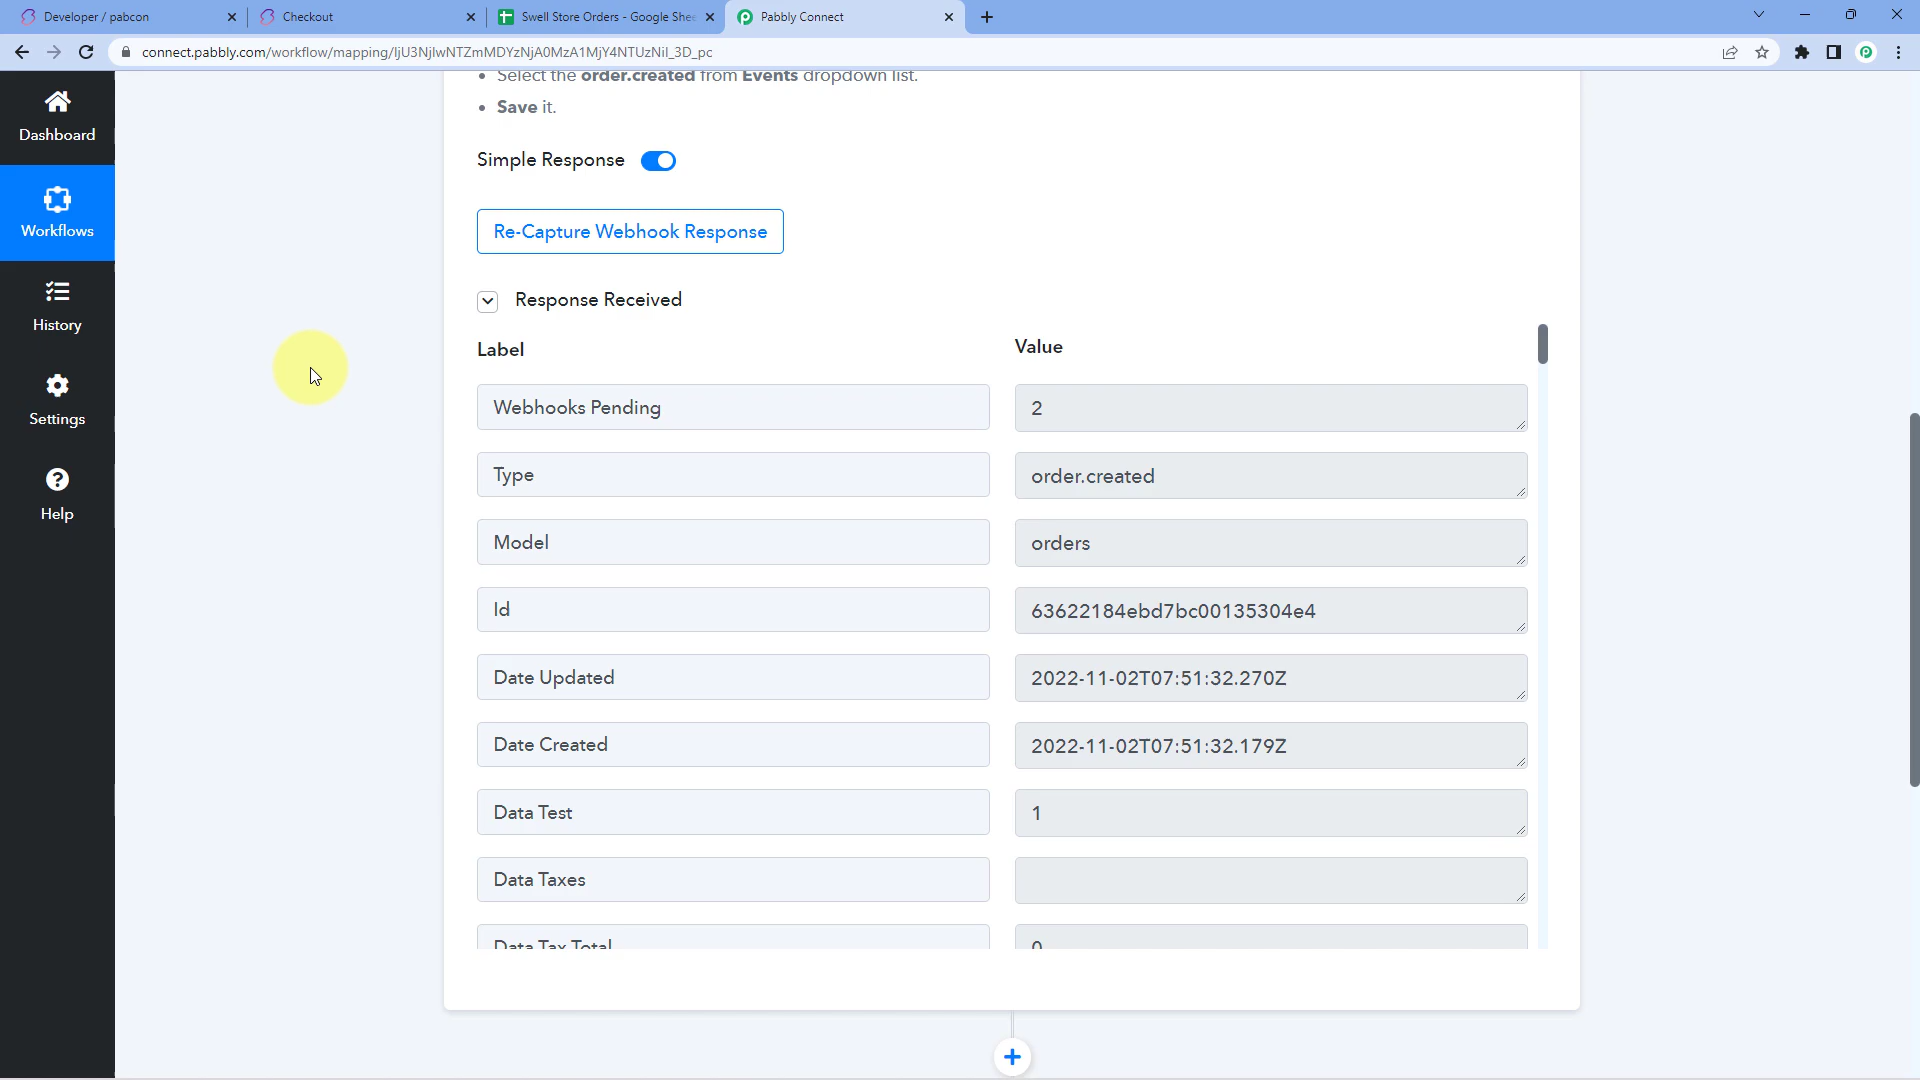 Developer / pabcon
Checkout
Swell Store Orders - Google She
Pabbly Connect
connect.pabbly.com/workflow/mapping/IjU3NjIwNTZmMDYzNjA0MzA1MjY4NTUzNiI_3D_pc
Dashboard
Workflows
History
Settings
Help
• Select the order.created from Events dropdown list.
• Save it.
Simple Response
Re-Capture Webhook Response
Response Received
Label Value
Webhooks Pending 2
Type order.created
Model orders
Id 63622184ebd7bc00135304e4
Date Updated 2022-11-02T07:51:32.270Z
Date Created 2022-11-02T07:51:32.179Z
Data Test 1
Data Taxes
Data Tax Total 0